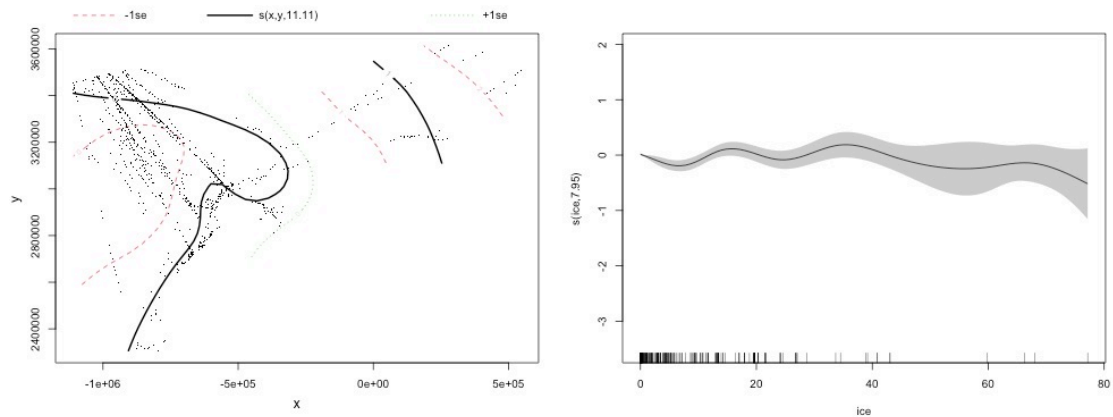 -1se s(x,y,11.11) +1se
3600000
3200000
2800000
2400000
y
-1e+06 -5e+05 0e+00 5e+05
x
2
1
0
-1
-2
-3
s(ice,7.95)
0 20 40 60 80
ice